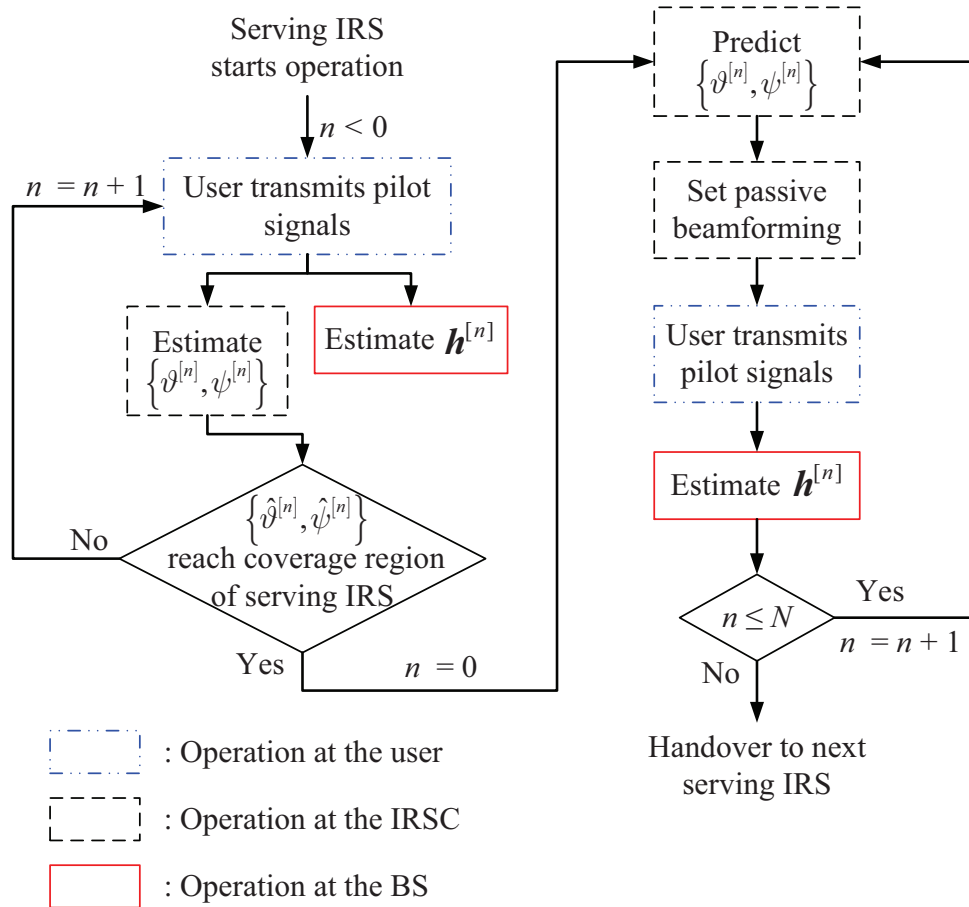 Serving IRS
starts operation
n < 0
n = n + 1
User transmits pilot
signals
Estimate
{ϑ^[n], ψ^[n]}
Estimate h^[n]
{ϑ̂^[n], ψ̂^[n]}
reach coverage region
of serving IRS
No
Yes
n = 0
Predict
{ϑ^[n], ψ^[n]}
Set passive
beamforming
User transmits
pilot signals
Estimate h^[n]
n ≤ N
Yes
n = n + 1
No
Handover to next
serving IRS
: Operation at the user
: Operation at the IRSC
: Operation at the BS